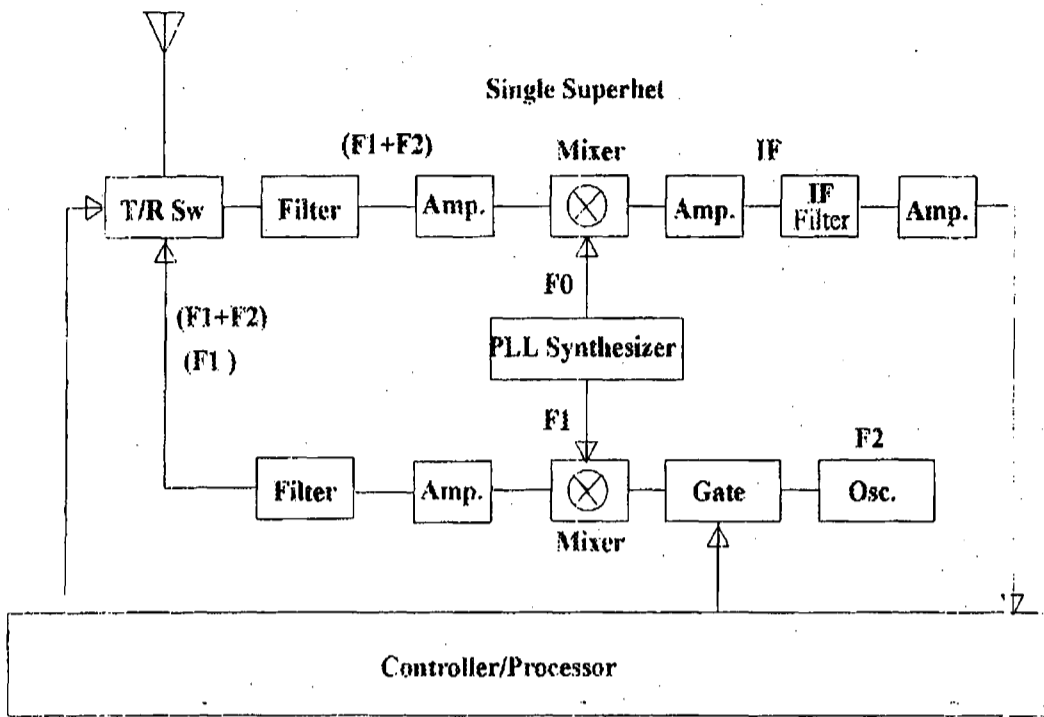 Single Superhet
(F1+F2)
Mixer
IF
T/R Sw
Filter
Amp.
Amp.
IF
Filter
Amp.
F0
(F1+F2)
(F1 )
PLL Synthesizer
F1
F2
Filter
Amp.
Gate
Osc.
Mixer
Controller/Processor